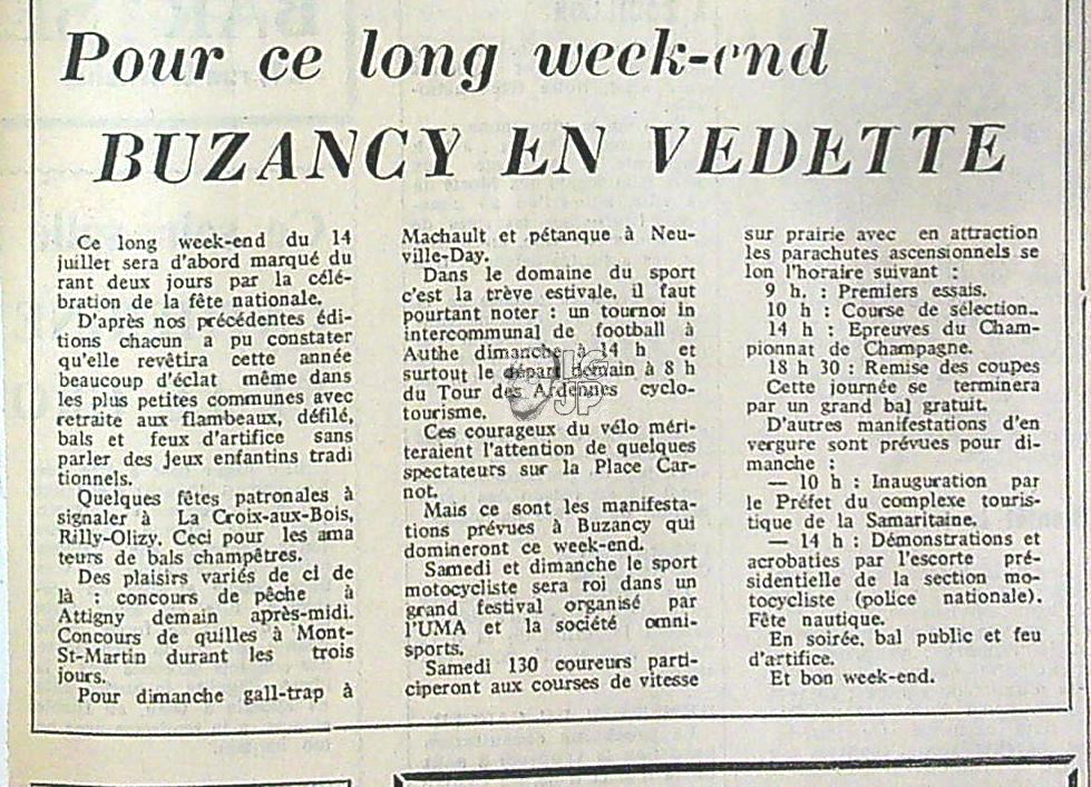 Pour ce long week-end
BUZANCY EN VEDETTE
Ce long week-end du 14
juillet sera d'abord marqué du
rant deux jours par la célé-
bration de la fête nationale.
D'après nos précédentes édi-
tions chacun a pu constater
qu'elle revêtira cette année
beaucoup d'éclat même dans
les plus petites communes avec
retraite aux flambeaux, défilé,
bals et feux d'artifice sans
parler des jeux enfantins tradi
tionnels.
Quelques fêtes patronales à
signaler à La Croix-aux-Bois,
Rilly-Olizy. Ceci pour les ama
teurs de bals champêtres.
Des plaisirs variés de ci de
là : concours de pêche à
Attigny demain après-midi.
Concours de quilles à Mont-
St-Martin durant les trois
jours.
Pour dimanche gall-trap à
Machault et pétanque à Neu-
ville-Day.
Dans le domaine du sport
c'est la trève estivale, il faut
pourtant noter : un tournoi in
intercommunal de football à
Authe dimanche à 14 h et
surtout le départ demain à 8 h
du Tour des Ardennes cyclo-
tourisme.
Ces courageux du vélo méri-
teraient l'attention de quelques
spectateurs sur la Place Car-
not.
Mais ce sont les manifesta-
tions prévues à Buzancy qui
domineront ce week-end.
Samedi et dimanche le sport
motocycliste sera roi dans un
grand festival organisé par
l'UMA et la société omni-
sports.
Samedi 130 coureurs parti-
ciperont aux courses de vitesse
sur prairie avec en attraction
les parachutes ascensionnels se
lon l'horaire suivant :
9 h. : Premiers essais.
10 h : Course de sélection..
14 h : Epreuves du Cham-
pionnat de Champagne.
18 h 30 : Remise des coupes
Cette journée se terminera
par un grand bal gratuit.
D'autres manifestations d'en
vergure sont prévues pour di-
manche :
— 10 h : Inauguration par
le Préfet du complexe touris-
tique de la Samaritaine.
— 14 h : Démonstrations et
acrobaties par l'escorte pré-
sidentielle de la section mo-
tocycliste (police nationale).
Fête nautique.
En soirée, bal public et feu
d'artifice.
Et bon week-end.